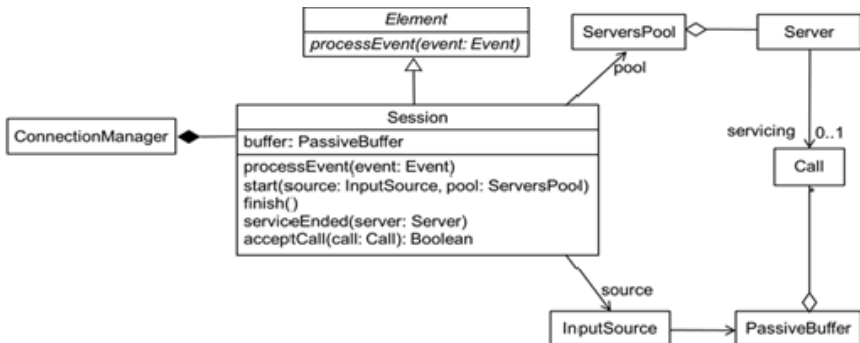 Element
processEvent(event: Event)
ServersPool
Server
pool
Session
ConnectionManager
buffer: PassiveBuffer
servicing 0..1
processEvent(event: Event)
start(source: InputSource, pool: ServersPool)
Call
finish()
serviceEnded(server: Server)
acceptCall(call: Call): Boolean
source
InputSource
PassiveBuffer